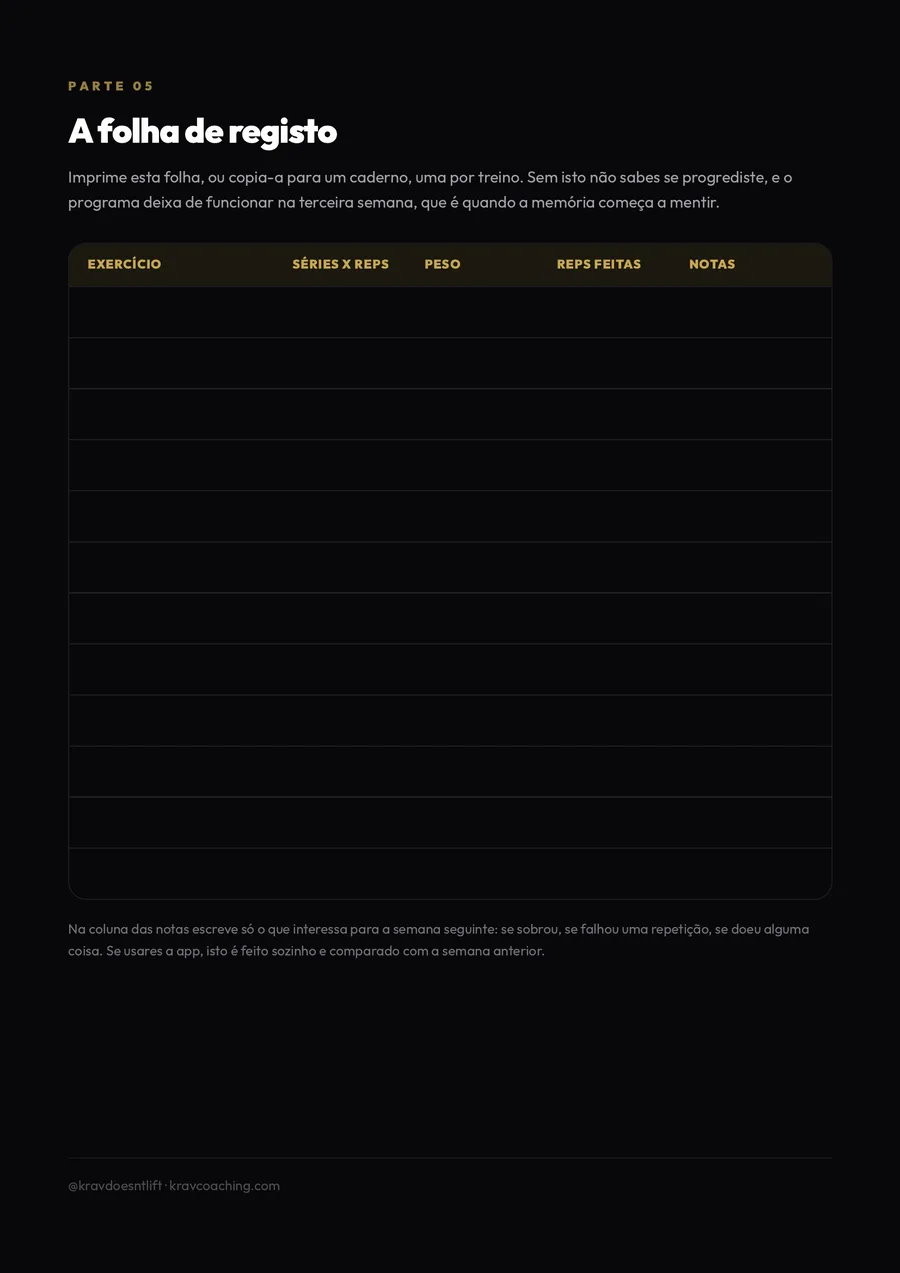 PARTE 05
A folha de registo
Imprime esta folha, ou copia-a para um caderno, uma por treino. Sem isto não sabes se progrediste, e o
programa deixa de funcionar na terceira semana, que é quando a memória começa a mentir.
EXERCÍCIO SÉRIES X REPS PESO REPS FEITAS NOTAS
Na coluna das notas escreve só o que interessa para a semana seguinte: se sobrou, se falhou uma repetição, se doeu alguma
coisa. Se usares a app, isto é feito sozinho e comparado com a semana anterior.
@kravdoesntlift · kravcoaching.com